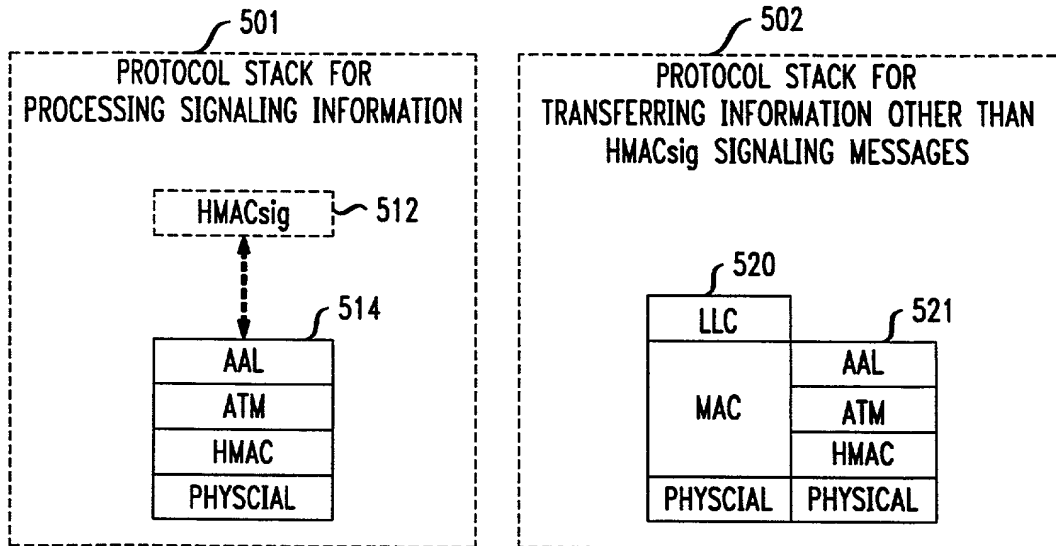 501
PROTOCOL STACK FOR
PROCESSING SIGNALING INFORMATION
HMACsig
512
514
AAL
ATM
HMAC
PHYSCIAL
502
PROTOCOL STACK FOR
TRANSFERRING INFORMATION OTHER THAN
HMACsig SIGNALING MESSAGES
520
LLC
521
MAC
AAL
ATM
HMAC
PHYSCIAL
PHYSICAL